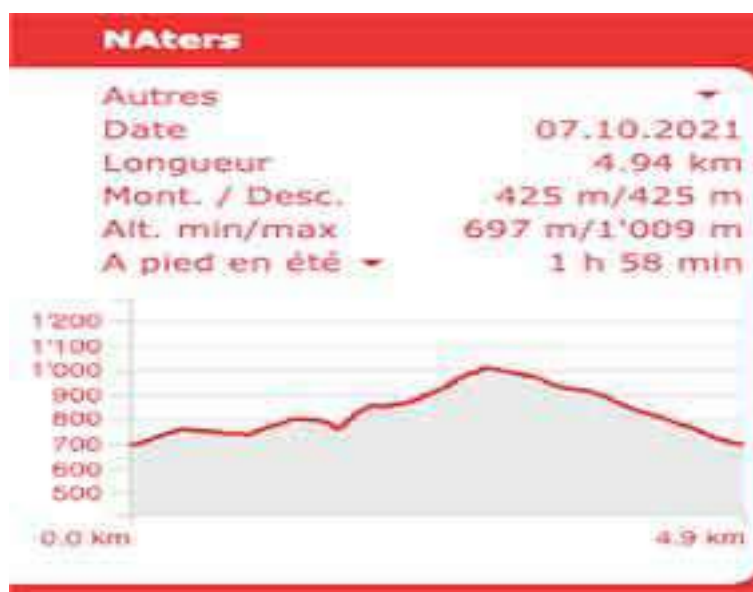 NAters
Autres
Date 07.10.2021
Longueur 4.94 km
Mont. / Desc. 425 m/425 m
Alt. min/max 697 m/1'009 m
A pied en été 1 h 58 min
1'200
1'100
1'000
900
800
700
600
500
0.0 km 4.9 km